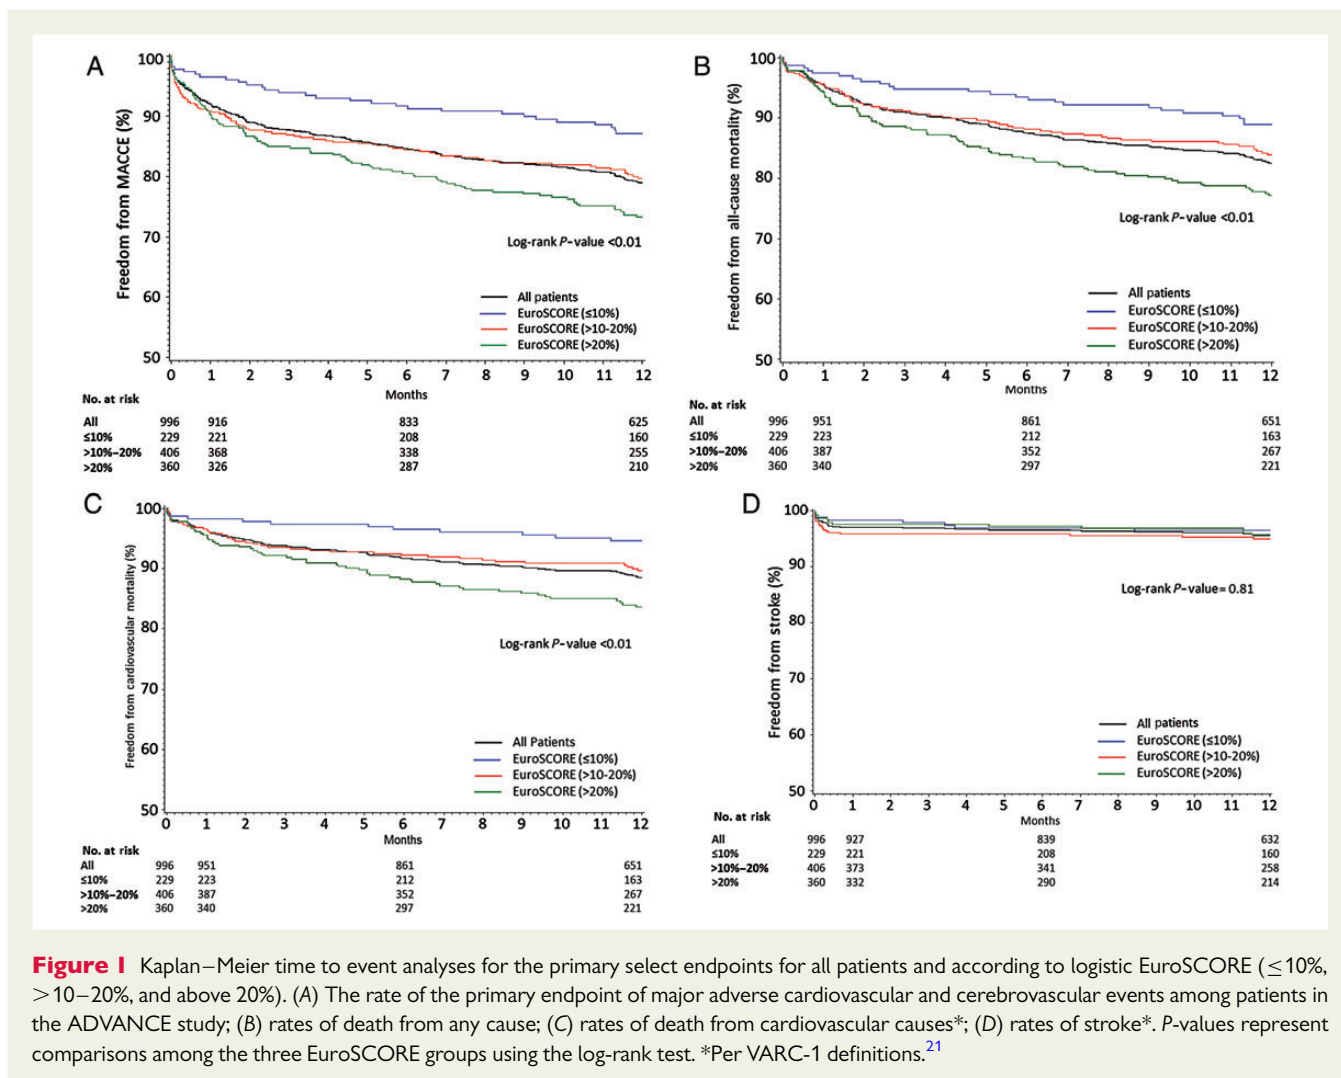 A
Freedom from MACCE (%)
100
90
80
70
60
50
Log-rank P-value <0.01
All patients
EuroSCORE (≤10%)
EuroSCORE (>10-20%)
EuroSCORE (>20%)
0 1 2 3 4 5 6 7 8 9 10 11 12
Months
No. at risk
All 996 916 833 625
≤10% 229 221 208 160
>10%–20% 406 368 338 255
>20% 360 326 287 210
B
Freedom from all-cause mortality (%)
100
90
80
70
60
50
Log-rank P-value <0.01
All patients
EuroSCORE (≤10%)
EuroSCORE (>10-20%)
EuroSCORE (>20%)
0 1 2 3 4 5 6 7 8 9 10 11 12
Months
No. at risk
All 996 951 861 651
≤10% 229 223 212 163
>10%–20% 406 387 352 267
>20% 360 340 297 221
C
Freedom from cardiovascular mortality (%)
100
90
80
70
60
50
Log-rank P-value <0.01
All Patients
EuroSCORE (≤10%)
EuroSCORE (>10-20%)
EuroSCORE (>20%)
0 1 2 3 4 5 6 7 8 9 10 11 12
Months
No. at risk
All 996 951 861 651
≤10% 229 223 212 163
>10%–20% 406 387 352 267
>20% 360 340 297 221
D
Freedom from stroke (%)
100
90
80
70
60
50
Log-rank P-value= 0.81
All patients
EuroSCORE (≤10%)
EuroSCORE (>10-20%)
EuroSCORE (>20%)
0 1 2 3 4 5 6 7 8 9 10 11 12
Months
No. at risk
All 996 927 839 632
≤10% 229 221 208 160
>10%–20% 406 373 341 258
>20% 360 332 290 214
Figure 1 Kaplan–Meier time to event analyses for the primary select endpoints for all patients and according to logistic EuroSCORE (≤10%,
>10–20%, and above 20%). (A) The rate of the primary endpoint of major adverse cardiovascular and cerebrovascular events among patients in
the ADVANCE study; (B) rates of death from any cause; (C) rates of death from cardiovascular causes*; (D) rates of stroke*. P-values represent
comparisons among the three EuroSCORE groups using the log-rank test. *Per VARC-1 definitions.21